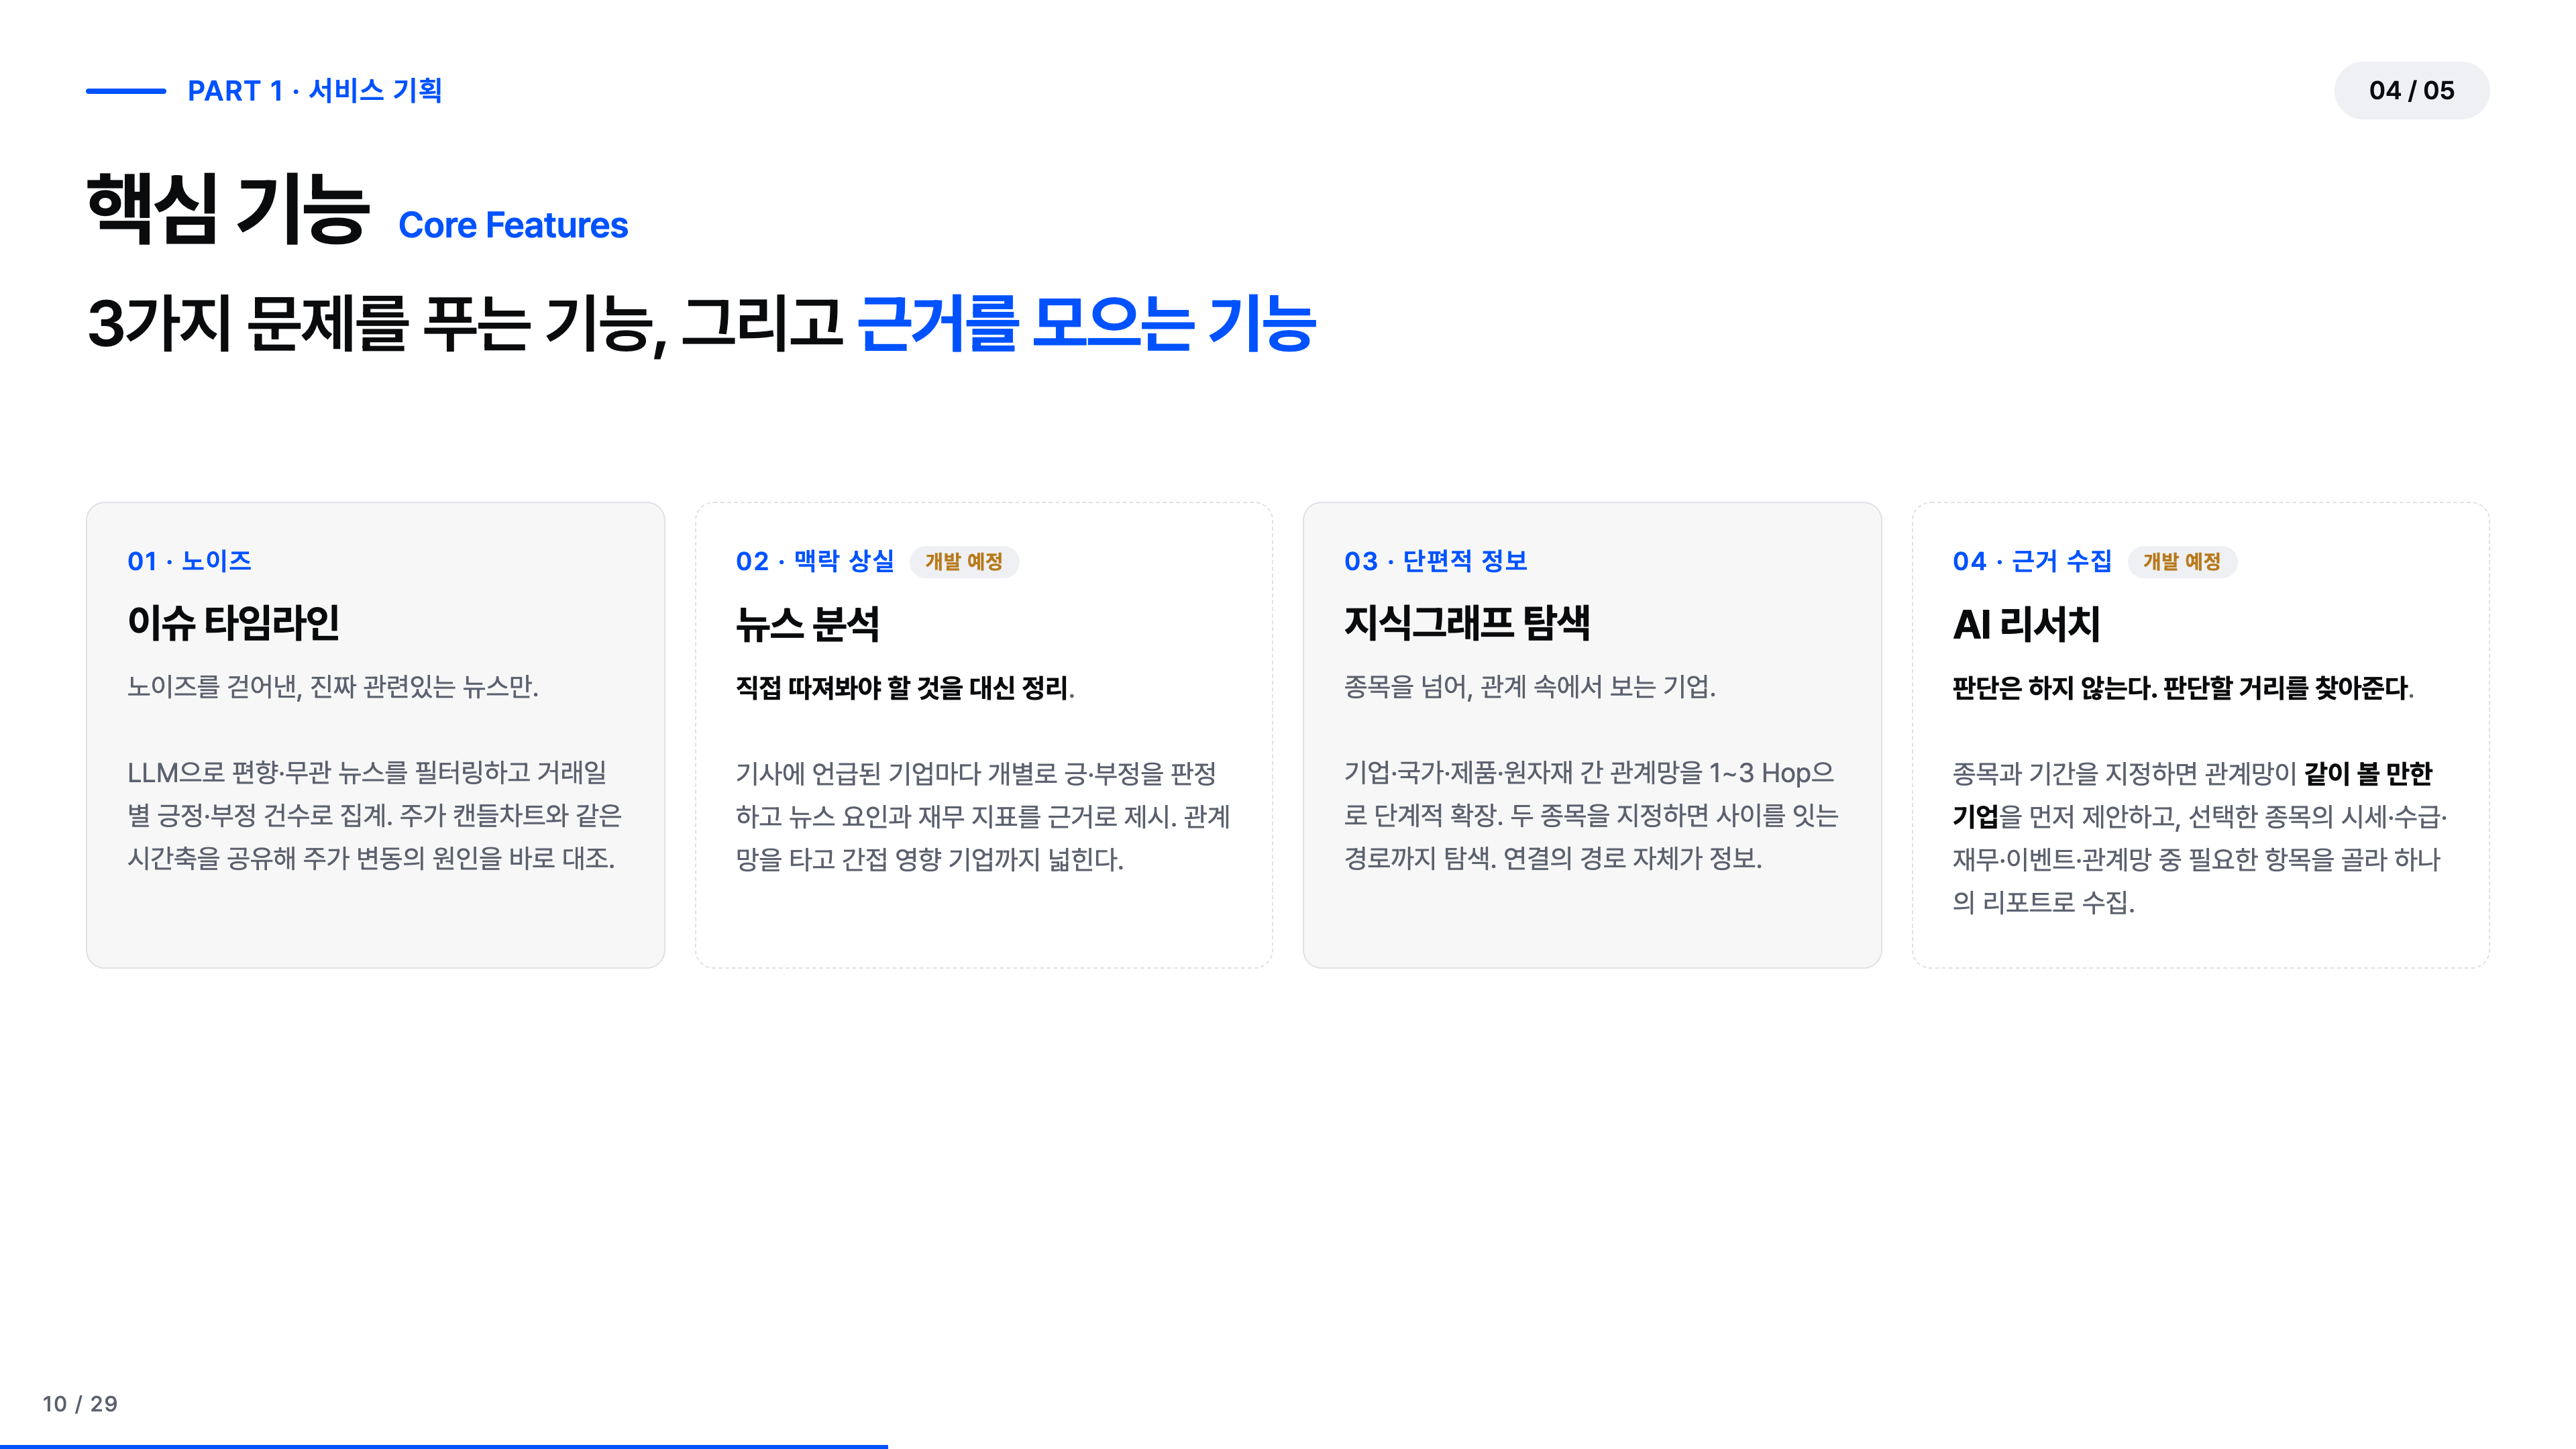 PART 1 · 서비스 기획
04 / 05
핵심 기능 Core Features
3가지 문제를 푸는 기능, 그리고 근거를 모으는 기능
01 · 노이즈
이슈 타임라인
노이즈를 걷어낸, 진짜 관련있는 뉴스만.
LLM으로 편향·무관 뉴스를 필터링하고 거래일
별 긍정·부정 건수로 집계. 주가 캔들차트와 같은
시간축을 공유해 주가 변동의 원인을 바로 대조.
02 · 맥락 상실 개발 예정
뉴스 분석
직접 따져봐야 할 것을 대신 정리.
기사에 언급된 기업마다 개별로 긍·부정을 판정
하고 뉴스 요인과 재무 지표를 근거로 제시. 관계
망을 타고 간접 영향 기업까지 넓힌다.
03 · 단편적 정보
지식그래프 탐색
종목을 넘어, 관계 속에서 보는 기업.
기업·국가·제품·원자재 간 관계망을 1~3 Hop으
로 단계적 확장. 두 종목을 지정하면 사이를 잇는
경로까지 탐색. 연결의 경로 자체가 정보.
04 · 근거 수집 개발 예정
AI 리서치
판단은 하지 않는다. 판단할 거리를 찾아준다.
종목과 기간을 지정하면 관계망이 같이 볼 만한
기업을 먼저 제안하고, 선택한 종목의 시세·수급·
재무·이벤트·관계망 중 필요한 항목을 골라 하나
의 리포트로 수집.
10 / 29